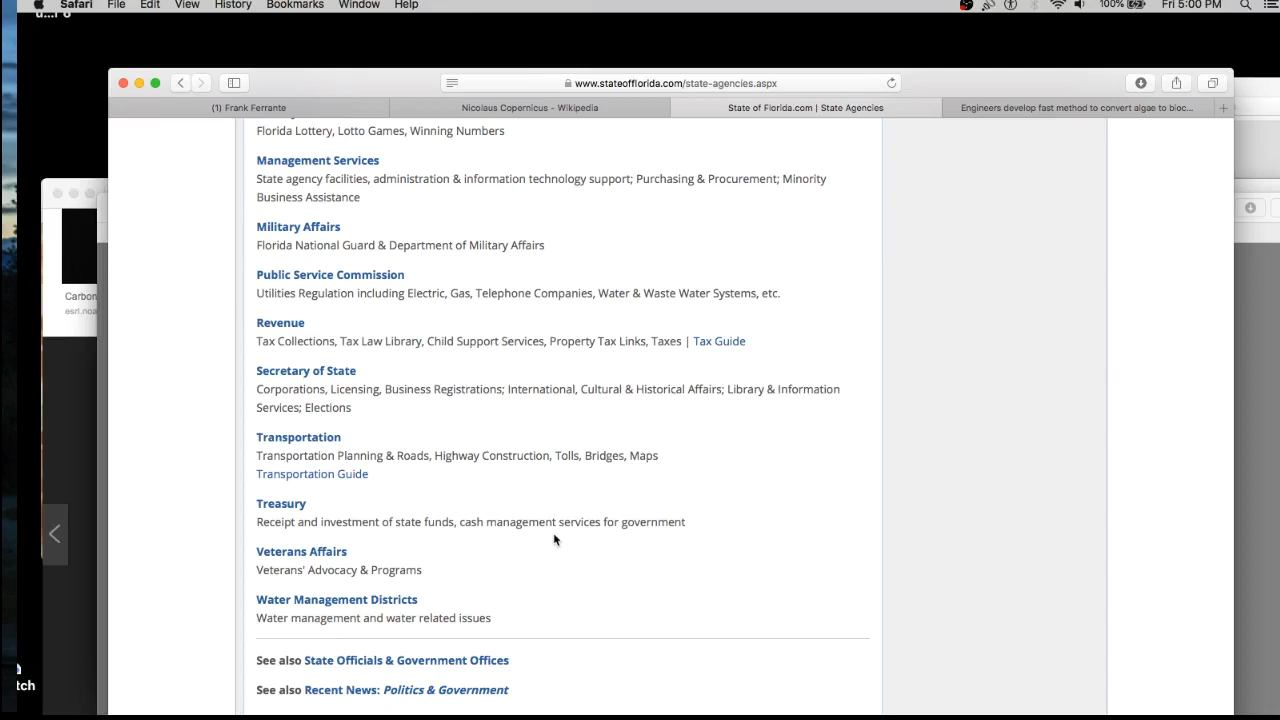 Safari File Edit View History Bookmarks Window Help 100% Fri 5:00 PM
www.stateofflorida.com/state-agencies.aspx
(1) Frank Ferrante Nicolaus Copernicus - Wikipedia State of Florida.com | State Agencies Engineers develop fast method to convert algae to bioc...
Florida Lottery, Lotto Games, Winning Numbers
Management Services
State agency facilities, administration & information technology support; Purchasing & Procurement; Minority
Business Assistance
Military Affairs
Florida National Guard & Department of Military Affairs
Public Service Commission
Utilities Regulation including Electric, Gas, Telephone Companies, Water & Waste Water Systems, etc.
Carbon
esrl.noa
Revenue
Tax Collections, Tax Law Library, Child Support Services, Property Tax Links, Taxes | Tax Guide
Secretary of State
Corporations, Licensing, Business Registrations; International, Cultural & Historical Affairs; Library & Information
Services; Elections
Transportation
Transportation Planning & Roads, Highway Construction, Tolls, Bridges, Maps
Transportation Guide
Treasury
Receipt and investment of state funds, cash management services for government
Veterans Affairs
Veterans' Advocacy & Programs
Water Management Districts
Water management and water related issues
See also State Officials & Government Offices
See also Recent News: Politics & Government
tch